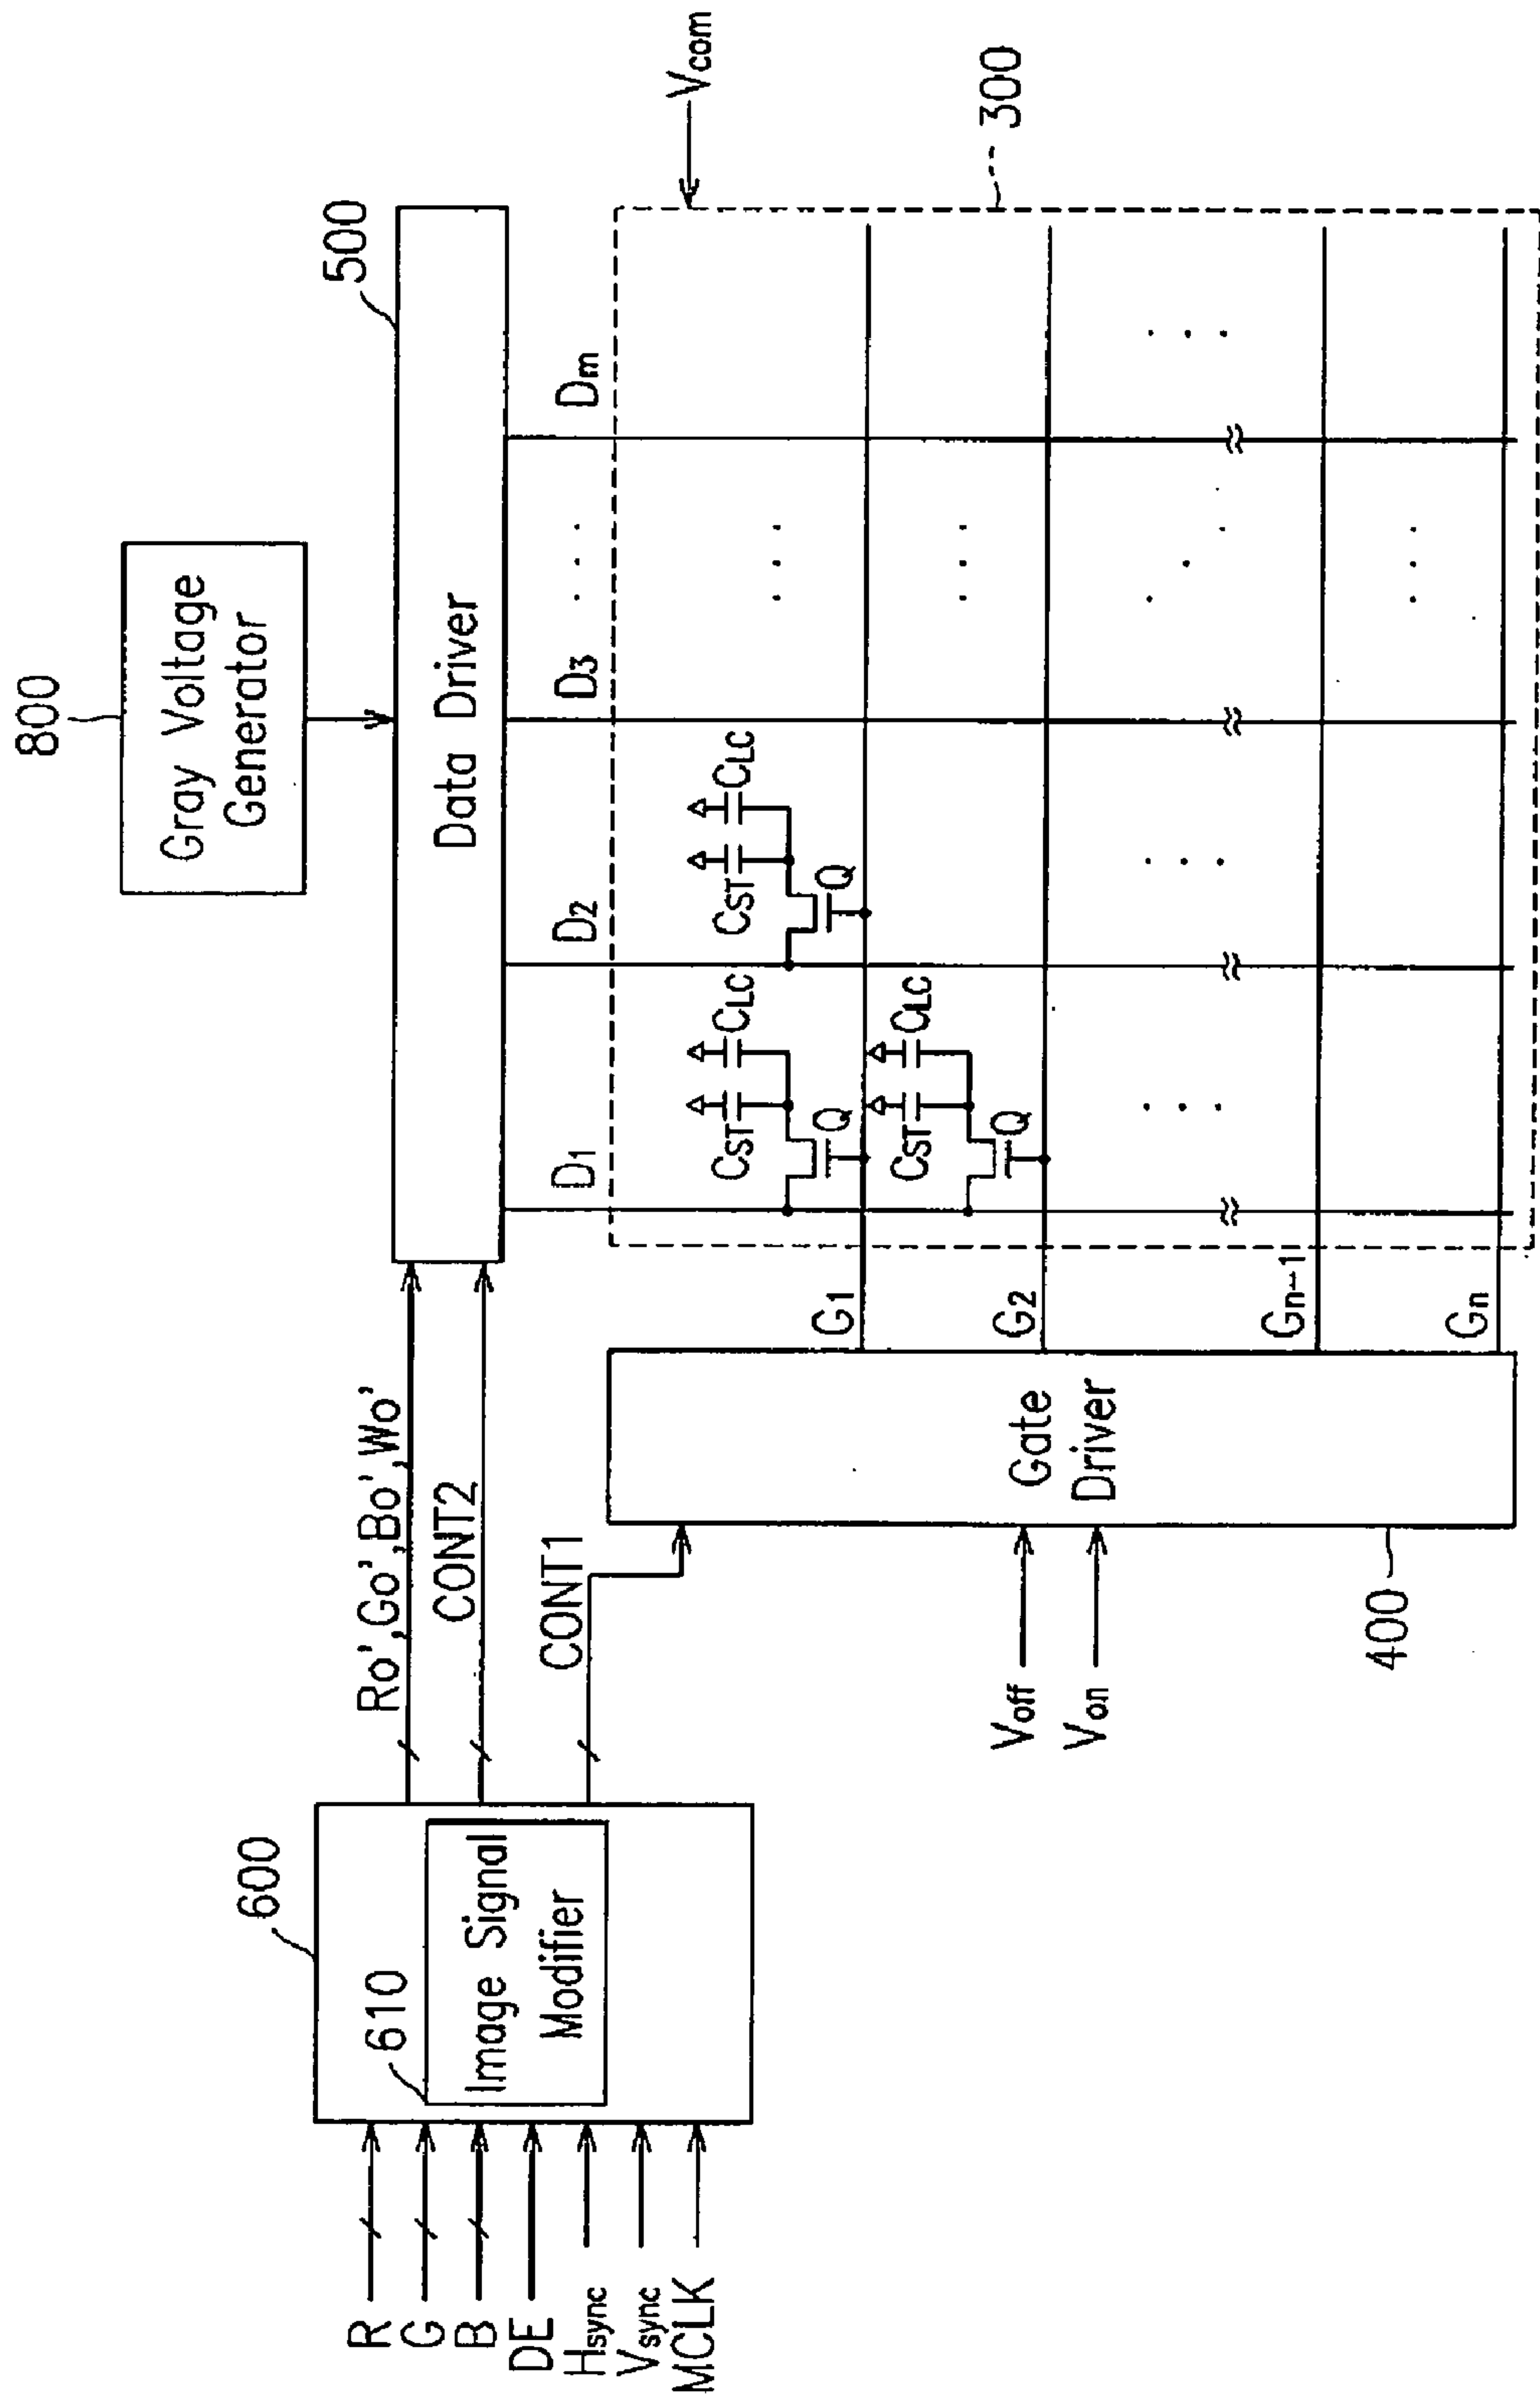 800
Gray Voltage
Generator
500
Data Driver
600
610
Image Signal
Modifier
R
G
B
DE
Hsync
Vsync
MCLK
Ro',Go',Bo',Wo'
CONT2
CONT1
D1
D2
D3
Dm
Vcom
300
CST
CLC
CST
CLC
Q
Q
G1
CST
CLC
Q
G2
Gate
Driver
Voff
Von
400
Gn-1
Gn